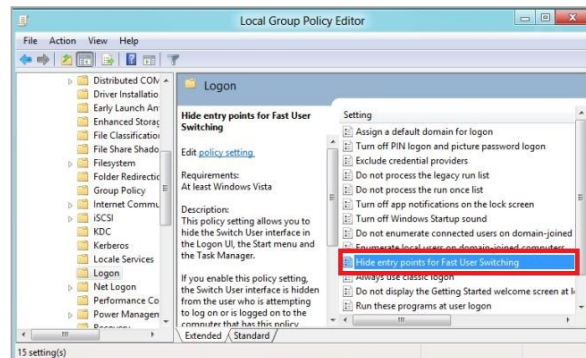 Local Group Policy Editor
File Action View Help
Distributed COM
Driver Installatio
Early Launch An
Enhanced Storag
File Classification
File Share Shado
Filesystem
Folder Redirectic
Group Policy
Internet Commu
iSCSI
KDC
Kerberos
Locale Services
Logon
Net Logon
Performance Co
Power Managem
Logon
Hide entry points for Fast User
Switching
Edit policy setting
Requirements:
At least Windows Vista
Description:
This policy setting allows you to
hide the Switch User interface in
the Logon UI, the Start menu and
the Task Manager.
If you enable this policy setting,
the Switch User interface is hidden
from the user who is attempting
to log on or is logged on to the
computer that has this policy
Setting
Assign a default domain for logon
Turn off PIN logon and picture password logon
Exclude credential providers
Do not process the legacy run list
Do not process the run once list
Turn off app notifications on the lock screen
Turn off Windows Startup sound
Do not enumerate connected users on domain-joined
Enumerate local users on domain-joined computers
Hide entry points for Fast User Switching
Always use classic logon
Do not display the Getting Started welcome screen at l
Run these programs at user logon
Extended Standard
15 setting(s)